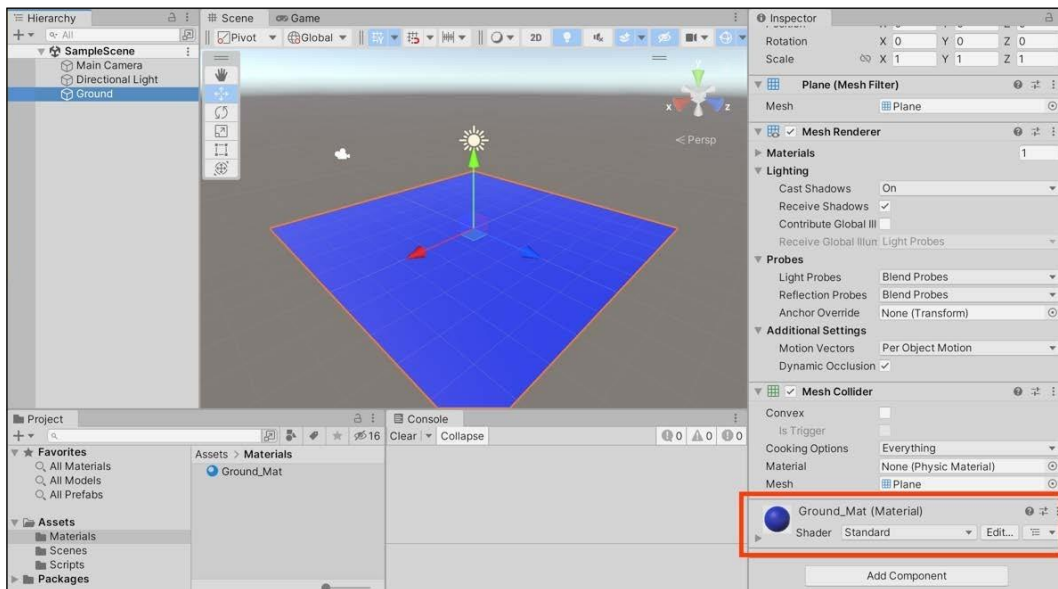 Hierarchy
All
SampleScene
Main Camera
Directional Light
Ground
Scene
Game
Pivot
Global
2D
Persp
x
y
z
Inspector
Rotation X 0 Y 0 Z 0
Scale X 1 Y 1 Z 1
Plane (Mesh Filter)
Mesh Plane
Mesh Renderer
Materials 1
Lighting
Cast Shadows On
Receive Shadows
Contribute Global Ill
Receive Global Illun Light Probes
Probes
Light Probes Blend Probes
Reflection Probes Blend Probes
Anchor Override None (Transform)
Additional Settings
Motion Vectors Per Object Motion
Dynamic Occlusion
Mesh Collider
Convex
Is Trigger
Cooking Options Everything
Material None (Physic Material)
Mesh Plane
Ground_Mat (Material)
Shader Standard Edit...
Add Component
Project
16
Favorites
All Materials
All Models
All Prefabs
Assets
Materials
Scenes
Scripts
Packages
Assets > Materials
Ground_Mat
Console
Clear Collapse 0 0 0